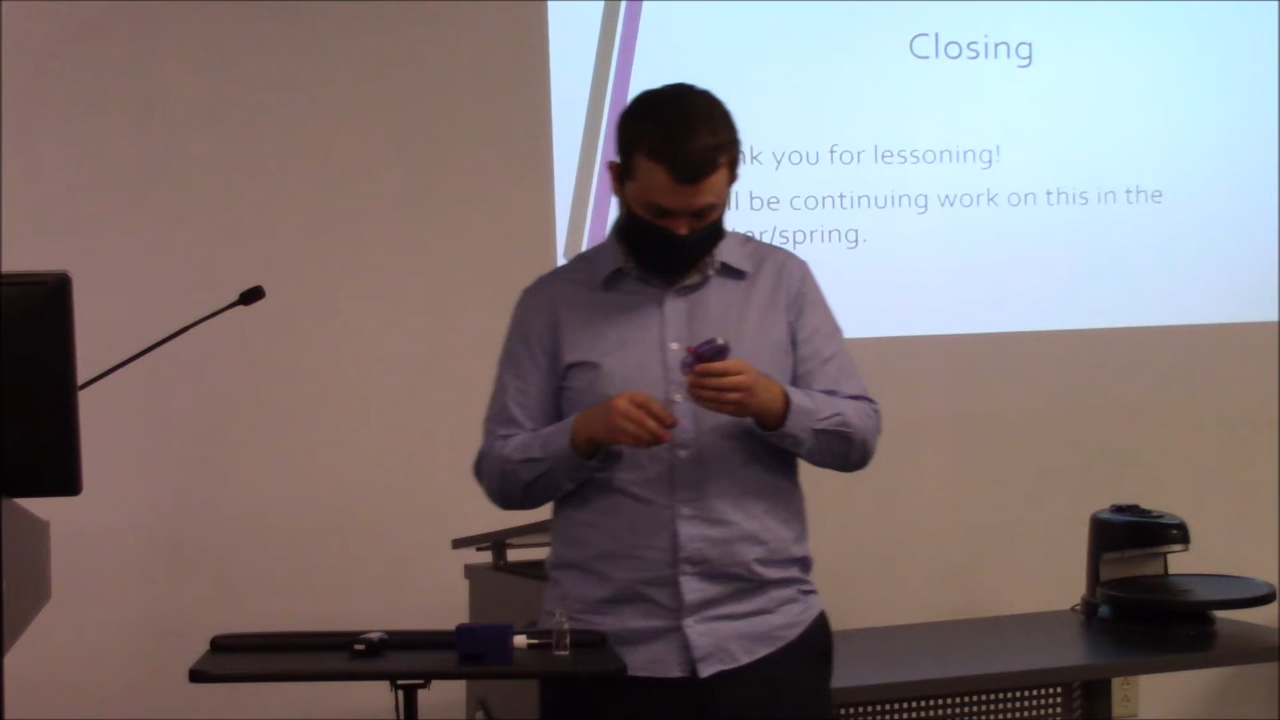 Closing
nk you for lessoning!
ll be continuing work on this in the
ter/spring.